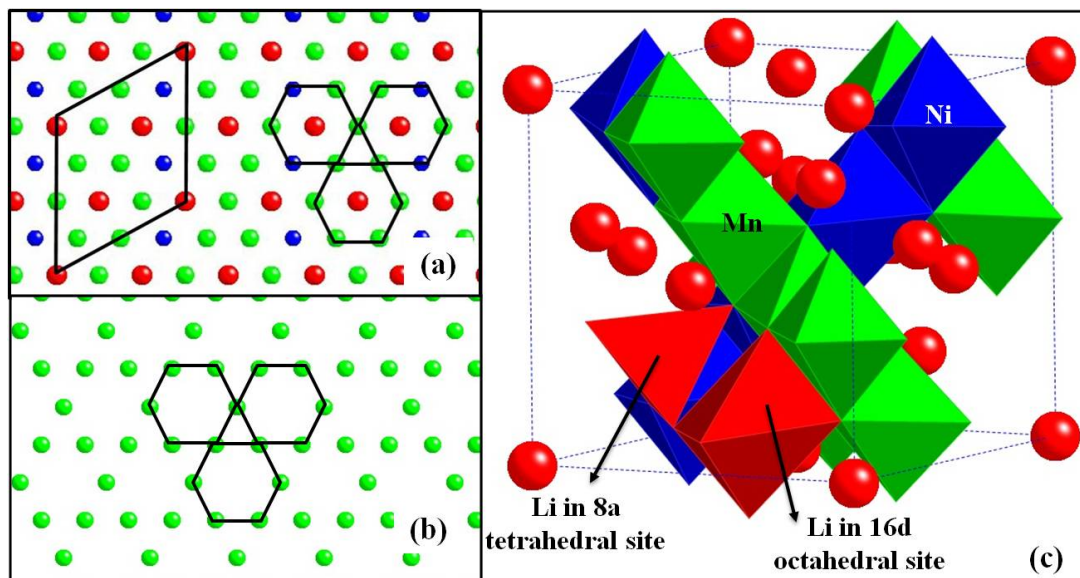 (a)
(b)
Ni
Mn
Li in 8a
tetrahedral site
Li in 16d
octahedral site
(c)